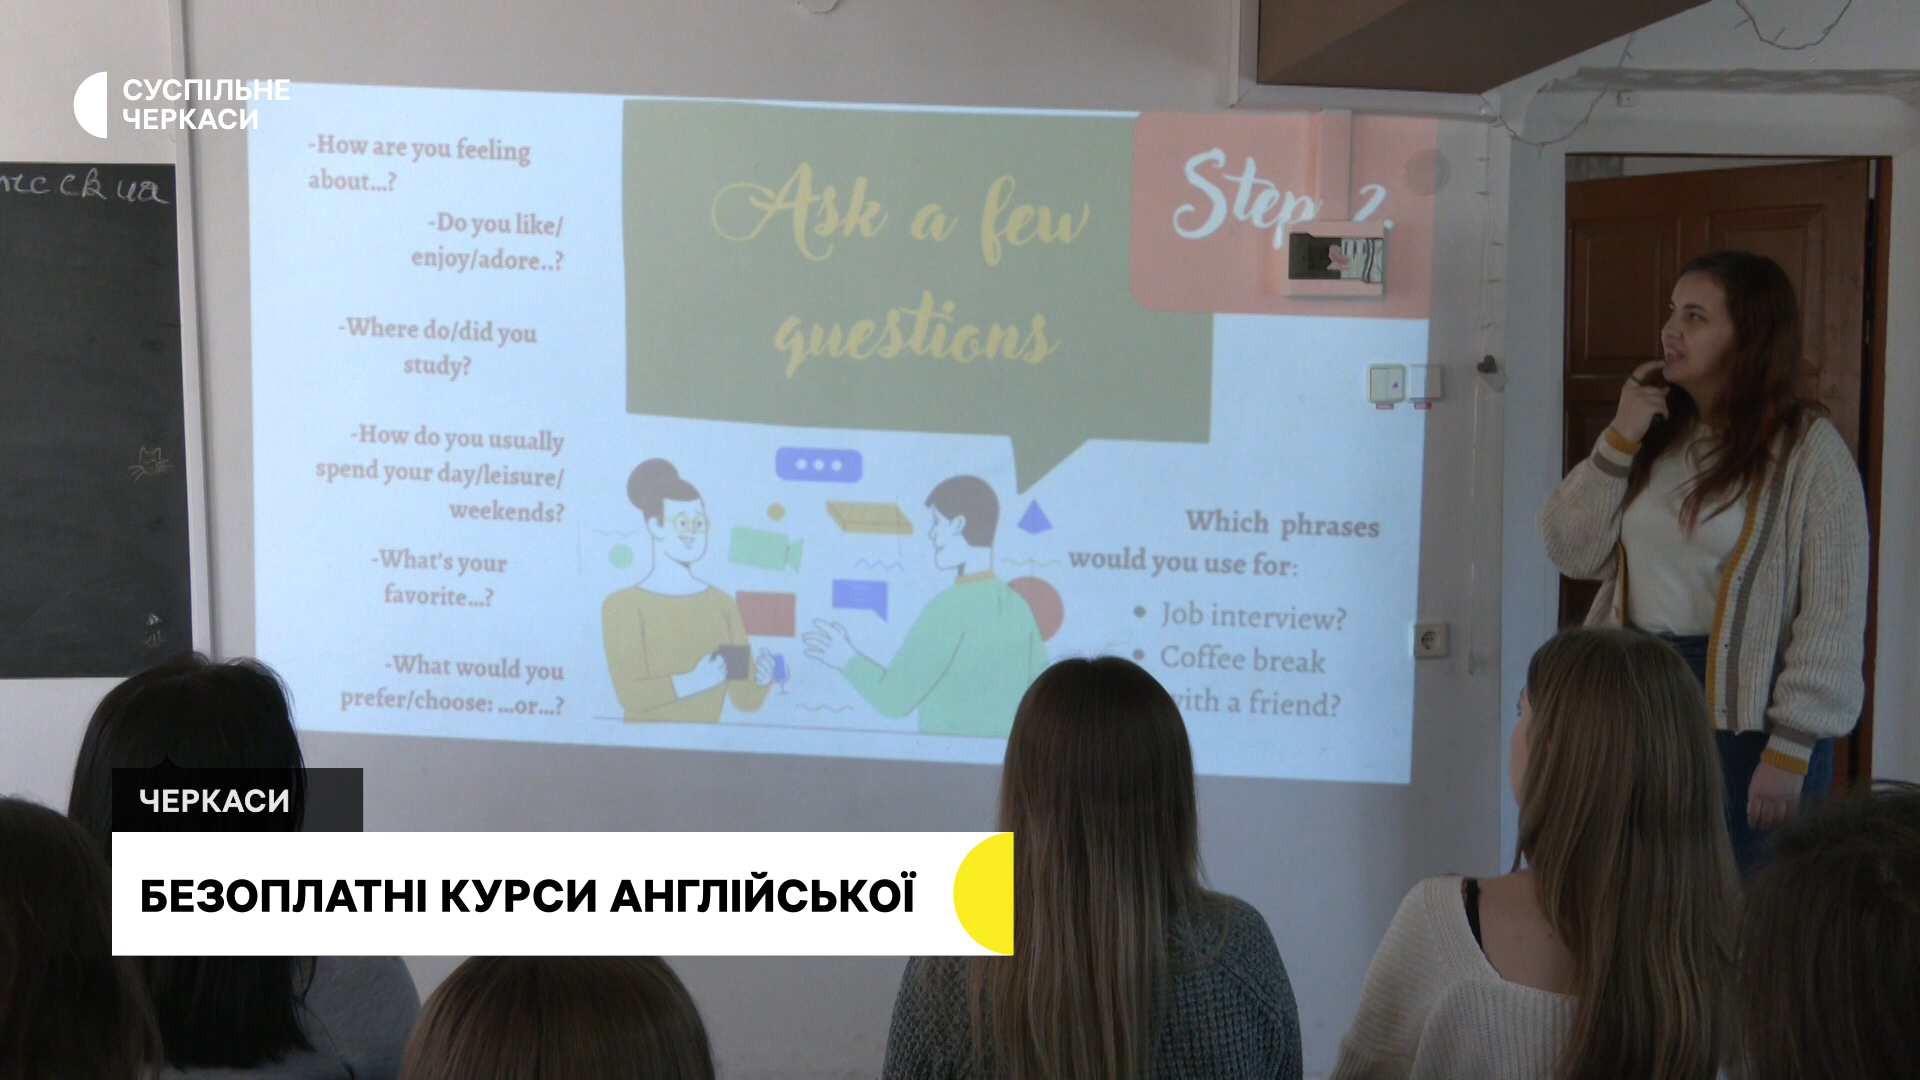 СУСПІЛЬНЕ
ЧЕРКАСИ
-How are you feeling
about...?
-Do you like/
enjoy/adore..?
-Where do/did you
study?
-How do you usually
spend your day/leisure/
weekends?
-What's your
favorite...?
-What would you
prefer/choose: ...or...?
Ask a few
questions
Step 2.
Which phrases
would you use for:
• Job interview?
• Coffee break
with a friend?
ЧЕРКАСИ
БЕЗОПЛАТНІ КУРСИ АНГЛІЙСЬКОЇ